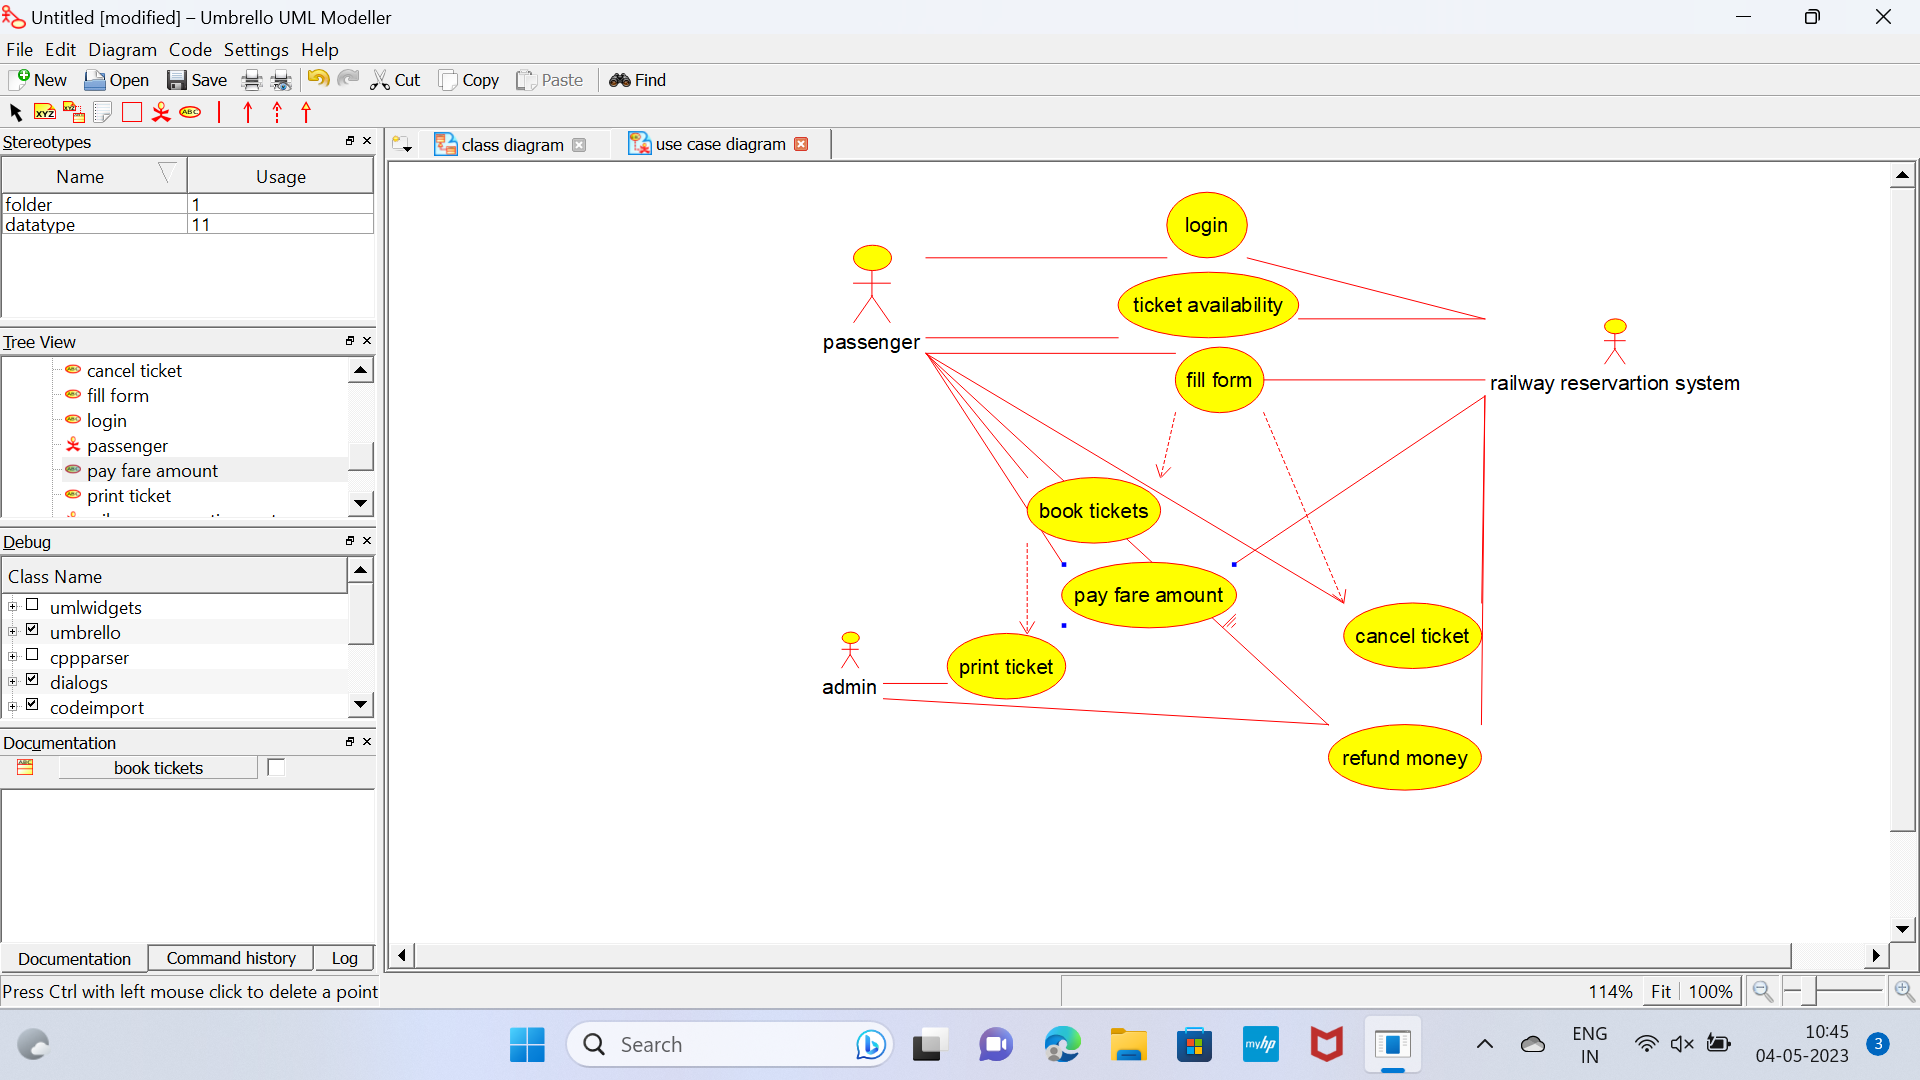 Untitled [modified] – Umbrello UML Modeller
File Edit Diagram Code Settings Help
New Open Save Cut Copy Paste Find
XYZ XYZ ABC
Stereotypes
class diagram use case diagram
Name Usage
folder 1
datatype 11
login
ticket availability
passenger
fill form
railway reservartion system
Tree View
cancel ticket
fill form
login
passenger
pay fare amount
print ticket
book tickets
pay fare amount
cancel ticket
print ticket
admin
refund money
Debug
Class Name
umlwidgets
umbrello
cppparser
dialogs
codeimport
Documentation
book tickets
Documentation Command history Log
Press Ctrl with left mouse click to delete a point
114% Fit 100%
Search
myhp
ENG
IN
10:45
04-05-2023
3